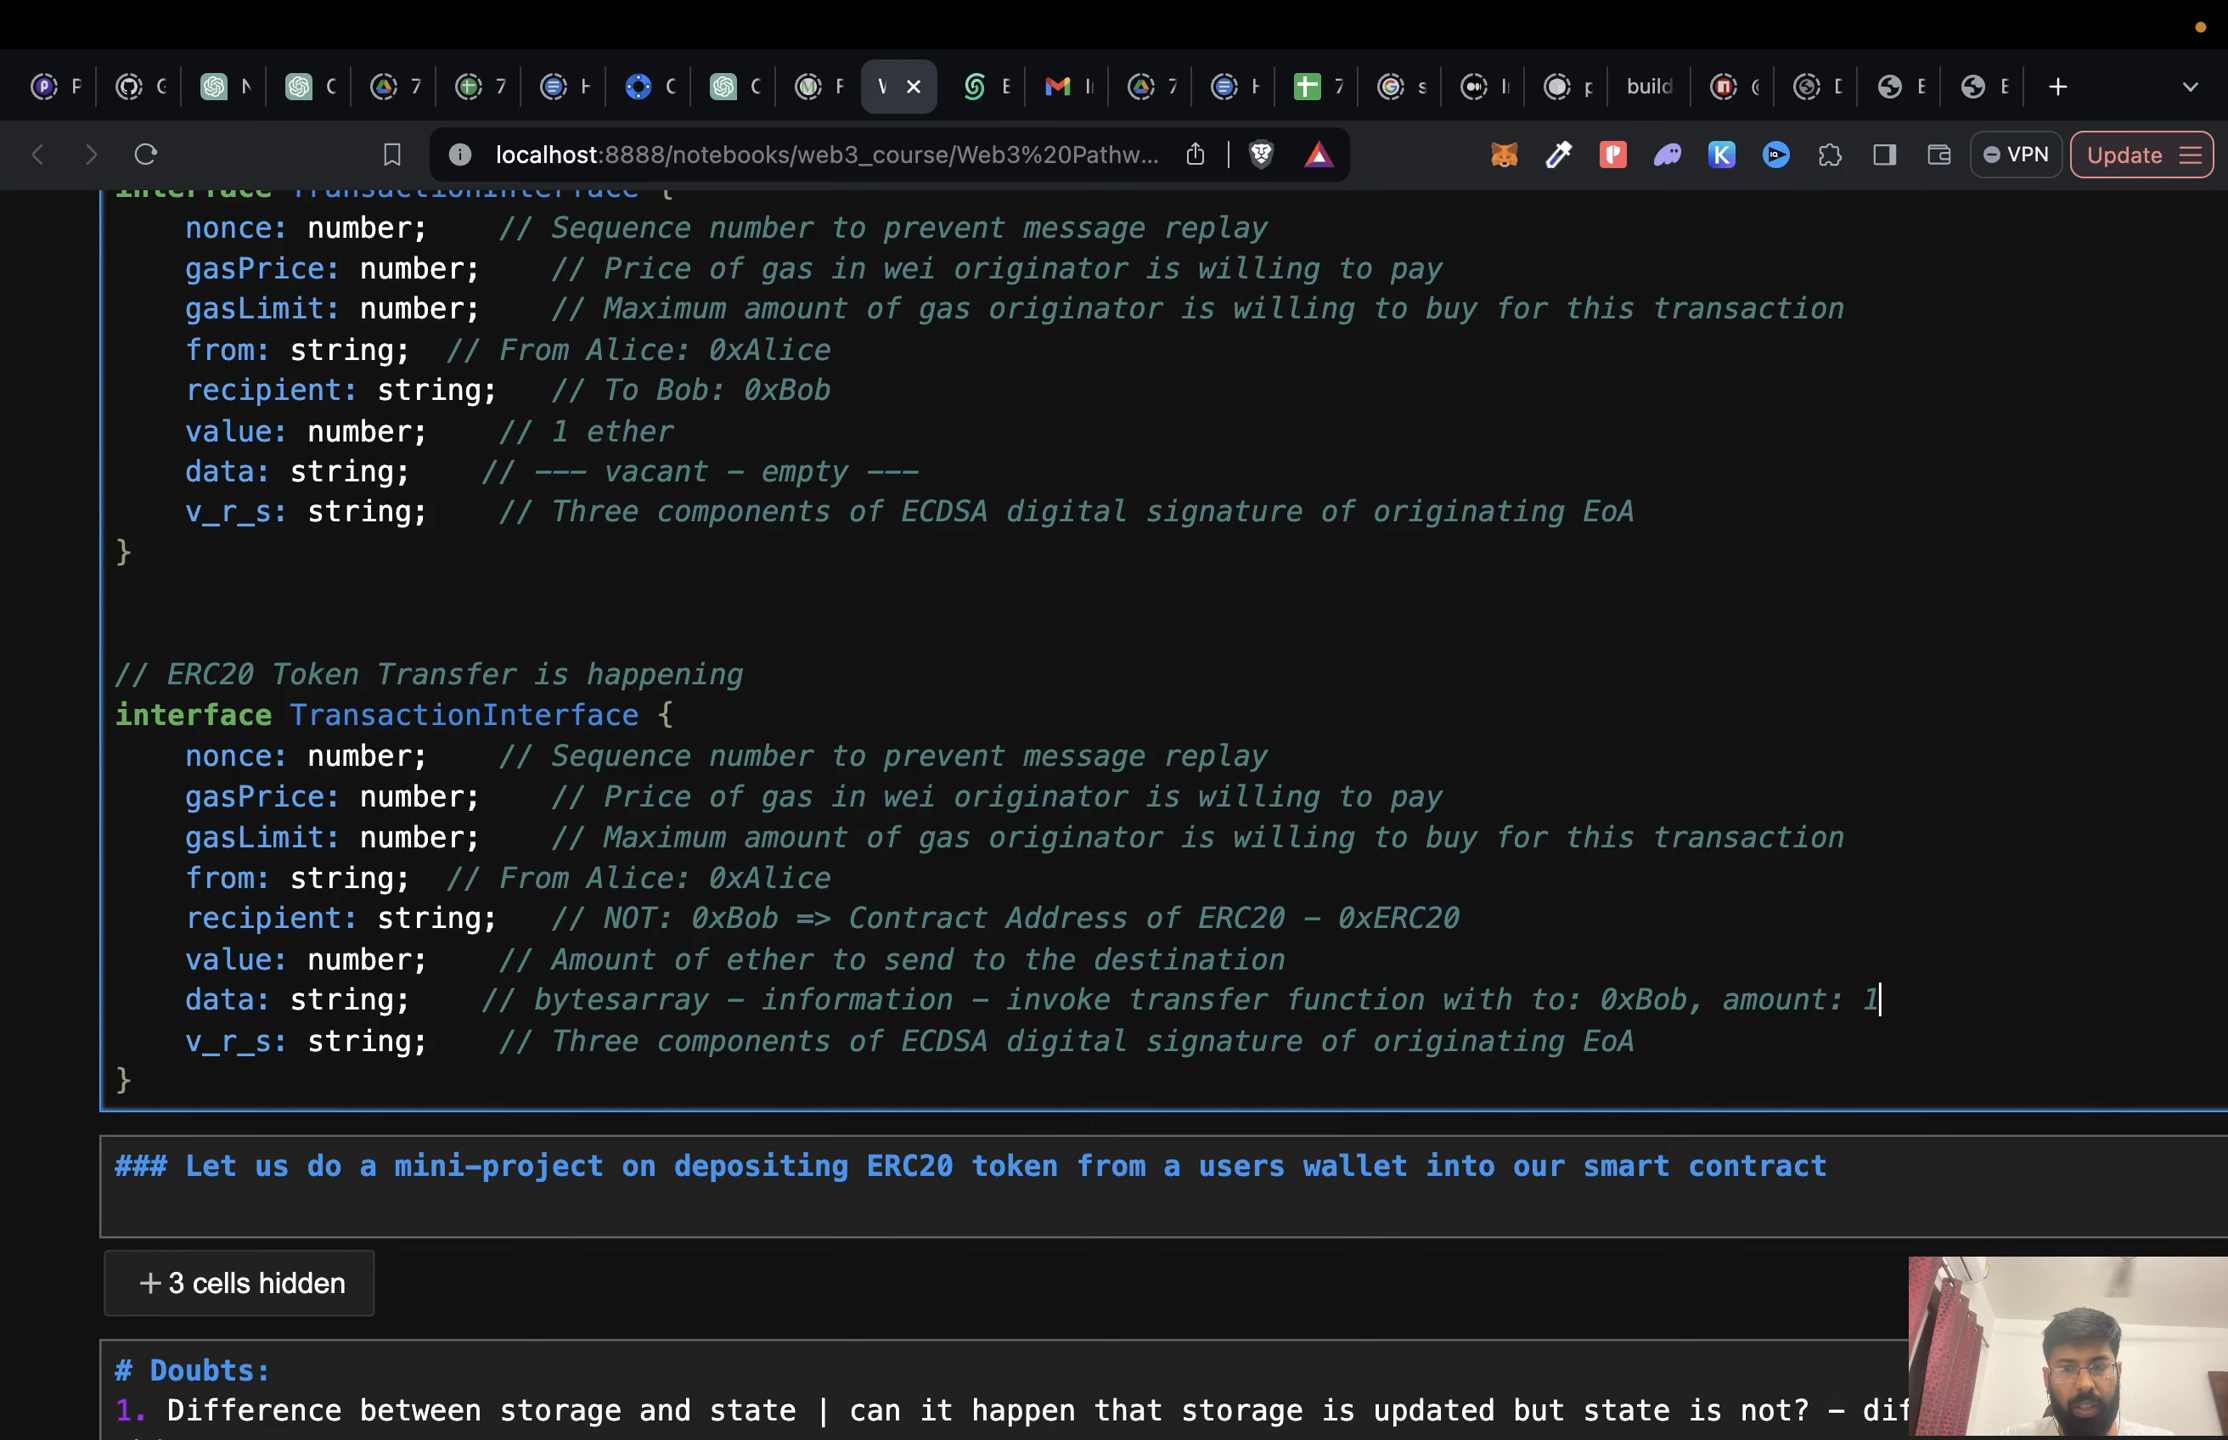 P
G
N
C
7
7
H
C
C
F
V
E
I
7
H
7
s
I
p
build
@
D
E
E
localhost:8888/notebooks/web3_course/Web3%20Pathw...
VPN
Update
interface TransactionInterface {
nonce: number; // Sequence number to prevent message replay
gasPrice: number; // Price of gas in wei originator is willing to pay
gasLimit: number; // Maximum amount of gas originator is willing to buy for this transaction
from: string; // From Alice: 0xAlice
recipient: string; // To Bob: 0xBob
value: number; // 1 ether
data: string; // --- vacant - empty ---
v_r_s: string; // Three components of ECDSA digital signature of originating EoA
}
// ERC20 Token Transfer is happening
interface TransactionInterface {
nonce: number; // Sequence number to prevent message replay
gasPrice: number; // Price of gas in wei originator is willing to pay
gasLimit: number; // Maximum amount of gas originator is willing to buy for this transaction
from: string; // From Alice: 0xAlice
recipient: string; // NOT: 0xBob => Contract Address of ERC20 - 0xERC20
value: number; // Amount of ether to send to the destination
data: string; // bytesarray - information - invoke transfer function with to: 0xBob, amount: 1
v_r_s: string; // Three components of ECDSA digital signature of originating EoA
}
### Let us do a mini-project on depositing ERC20 token from a users wallet into our smart contract
+ 3 cells hidden
# Doubts:
1. Difference between storage and state | can it happen that storage is updated but state is not? - dif